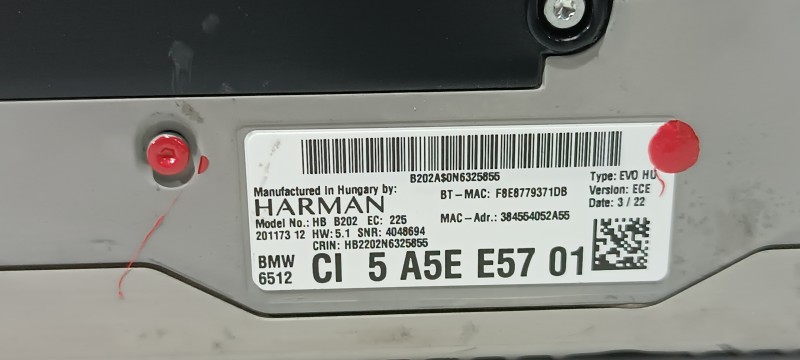 B202A$0N6325855
Manufactured in Hungary by:
HARMAN
BT-MAC: F8E8779371DB
Type: EVO HU
Version: ECE
Date: 3 / 22
Model No.: HB B202 EC: 225
MAC-Adr.: 384554052A55
201173 12 HW: 5.1 SNR: 4048694
CRIN: HB2202N6325855
BMW
6512 CI 5 A5E E57 01